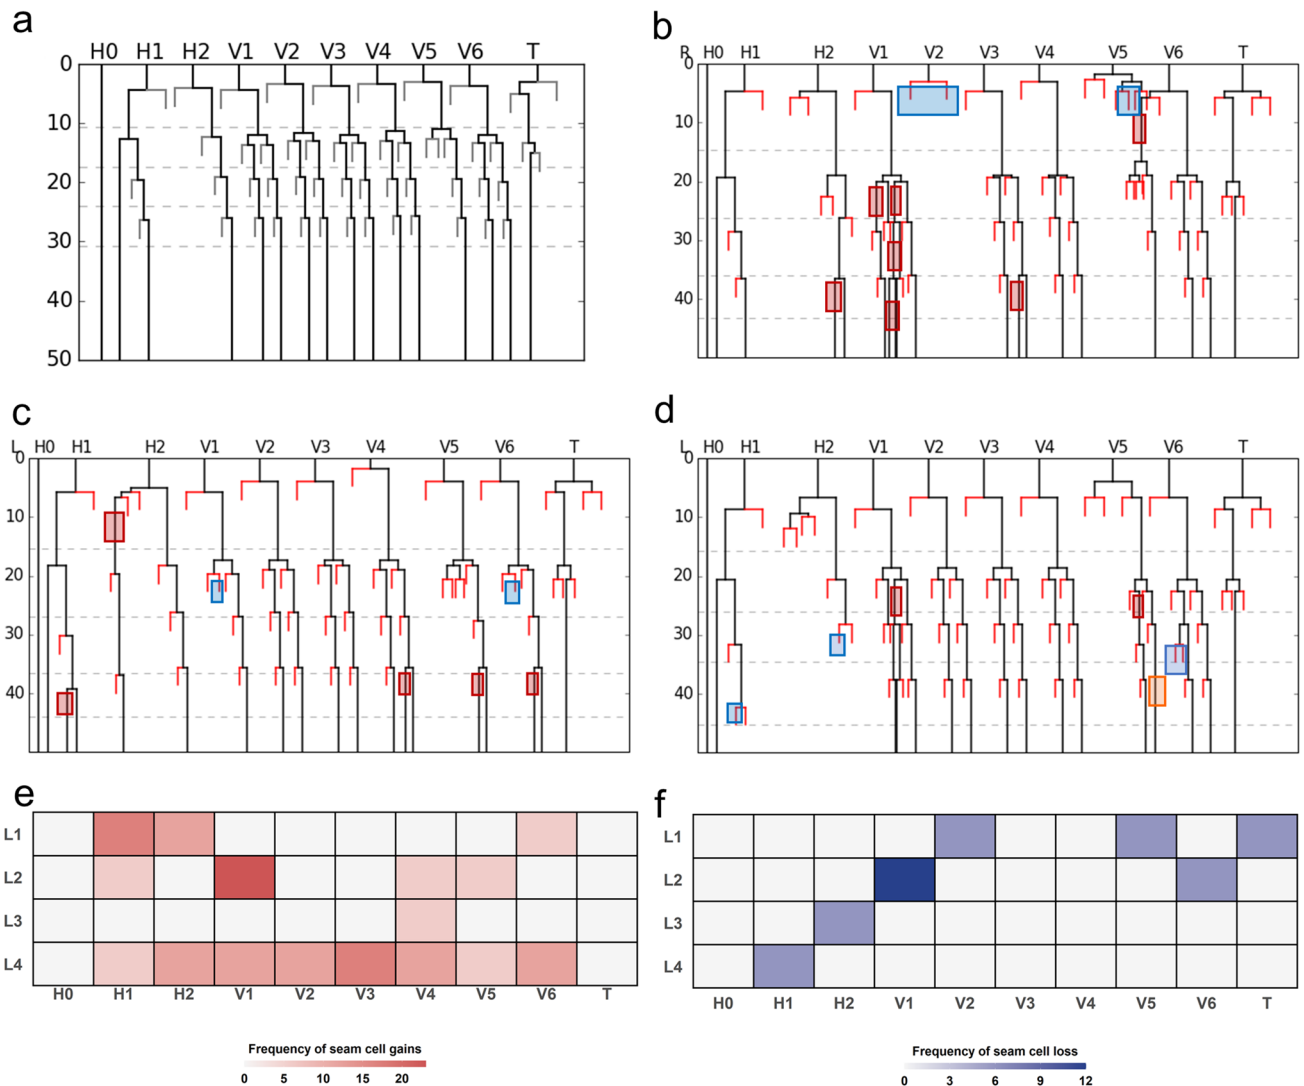 a
H0 H1 H2 V1 V2 V3 V4 V5 V6 T
0
10
20
30
40
50
b
R H0 H1 H2 V1 V2 V3 V4 V5 V6 T
0
10
20
30
40
c
L H0 H1 H2 V1 V2 V3 V4 V5 V6 T
0
10
20
30
40
d
L H0 H1 H2 V1 V2 V3 V4 V5 V6 T
0
10
20
30
40
e
L1
L2
L3
L4
H0 H1 H2 V1 V2 V3 V4 V5 V6 T
Frequency of seam cell gains
0 5 10 15 20
f
L1
L2
L3
L4
H0 H1 H2 V1 V2 V3 V4 V5 V6 T
Frequency of seam cell loss
0 3 6 9 12